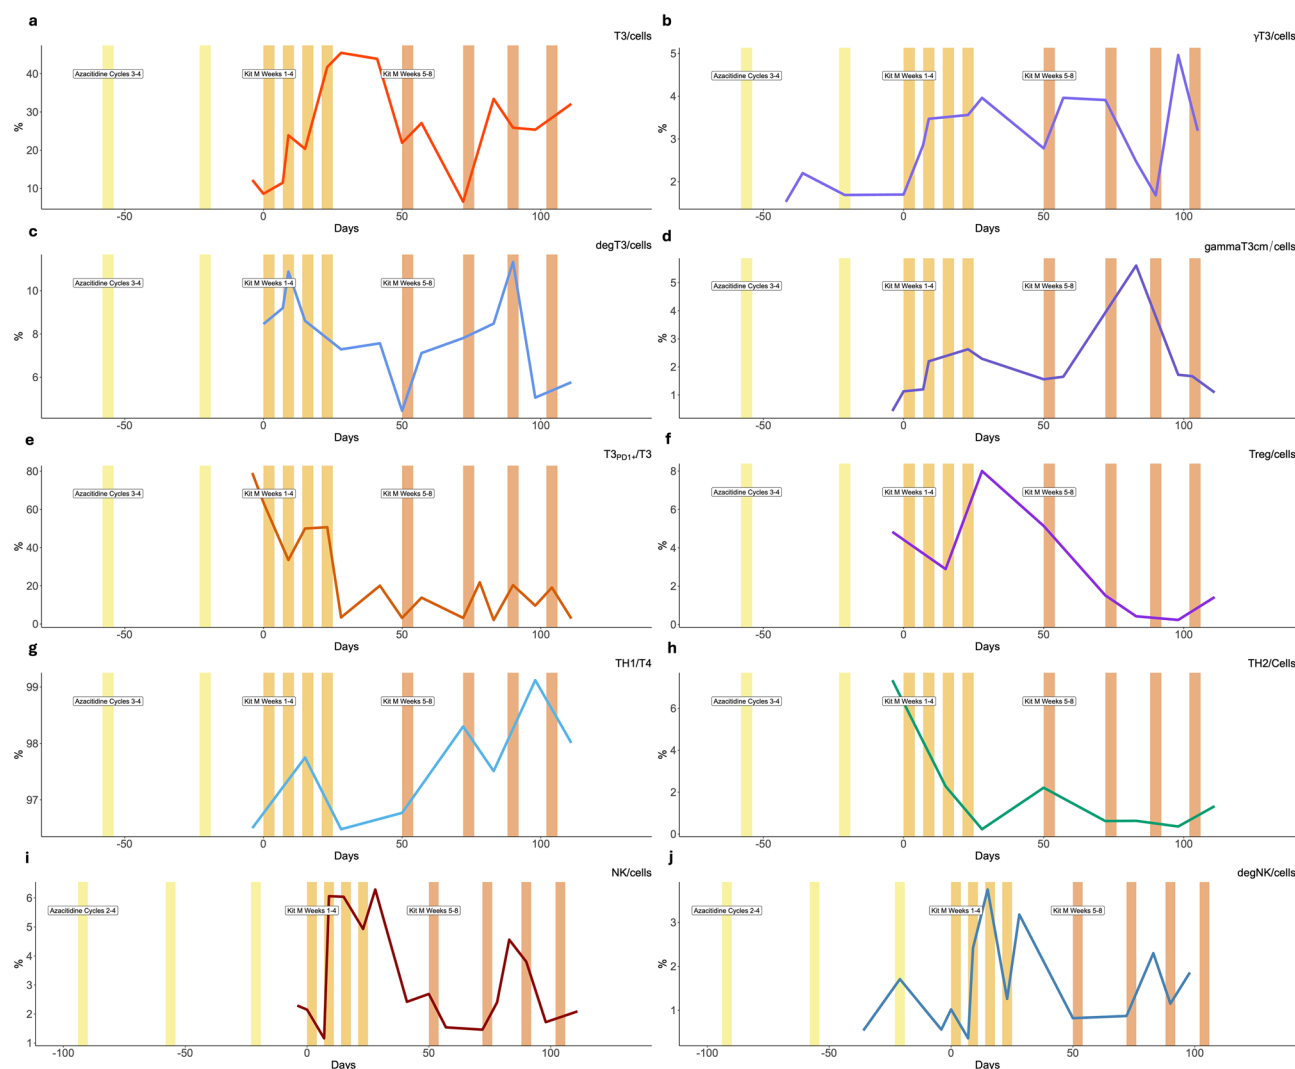 a
T3/cells
%
40
30
20
10
Azacitidine Cycles 3-4
Kit M Weeks 1-4
Kit M Weeks 5-8
-50
0
50
100
Days
b
γT3/cells
%
5
4
3
2
Azacitidine Cycles 3-4
Kit M Weeks 1-4
Kit M Weeks 5-8
-50
0
50
100
Days
c
degT3/cells
%
10
8
6
Azacitidine Cycles 3-4
Kit M Weeks 1-4
Kit M Weeks 5-8
-50
0
50
100
Days
d
gammaT3cm/cells
%
5
4
3
2
1
Azacitidine Cycles 3-4
Kit M Weeks 1-4
Kit M Weeks 5-8
-50
0
50
100
Days
e
T3PD1+/T3
%
80
60
40
20
0
Azacitidine Cycles 3-4
Kit M Weeks 1-4
Kit M Weeks 5-8
-50
0
50
100
Days
f
Treg/cells
%
8
6
4
2
0
Azacitidine Cycles 3-4
Kit M Weeks 1-4
Kit M Weeks 5-8
-50
0
50
100
Days
g
TH1/T4
%
99
98
97
Azacitidine Cycles 3-4
Kit M Weeks 1-4
Kit M Weeks 5-8
-50
0
50
100
Days
h
TH2/Cells
%
6
4
2
0
Azacitidine Cycles 3-4
Kit M Weeks 1-4
Kit M Weeks 5-8
-50
0
50
100
Days
i
NK/cells
%
6
5
4
3
2
1
Azacitidine Cycles 2-4
Kit M Weeks 1-4
Kit M Weeks 5-8
-100
-50
0
50
100
Days
j
degNK/cells
%
3
2
1
Azacitidine Cycles 2-4
Kit M Weeks 1-4
Kit M Weeks 5-8
-100
-50
0
50
100
Days